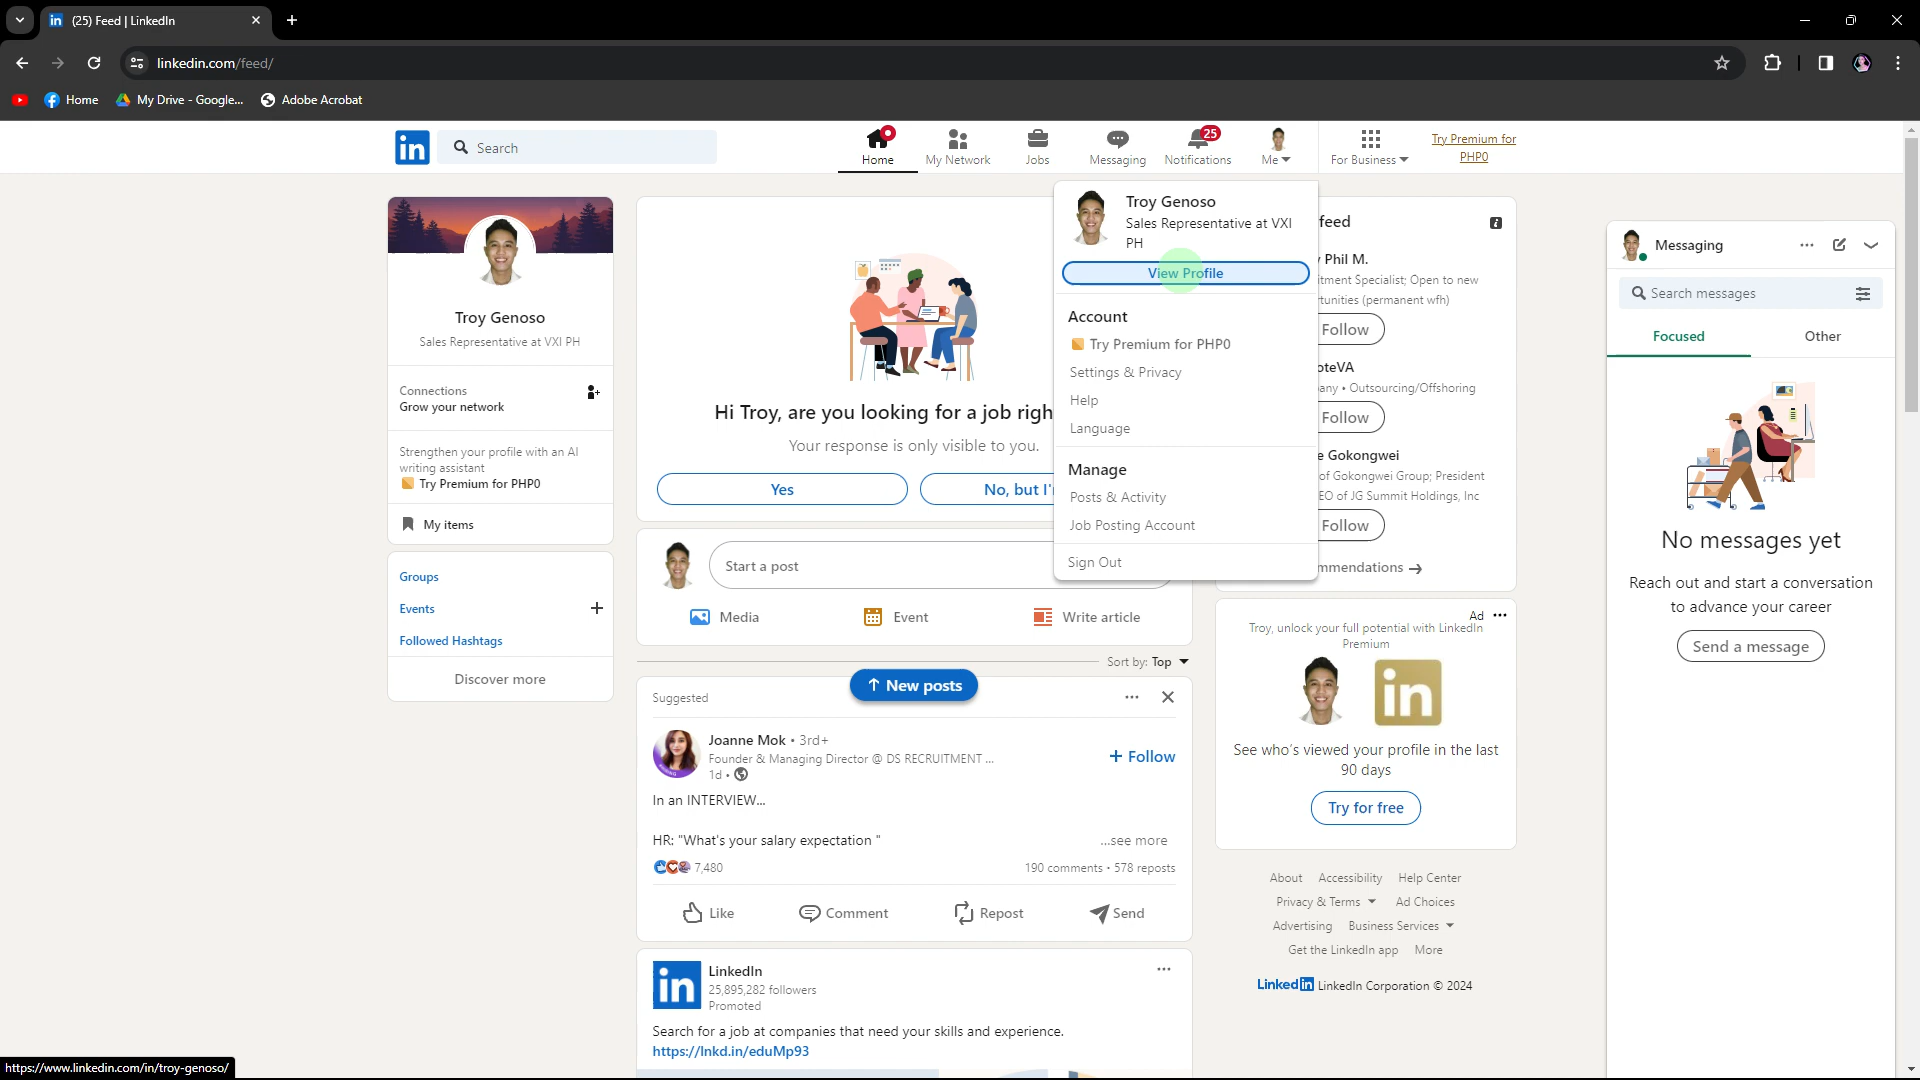 (25) Feed | LinkedIn
linkedin.com/feed/
Home
My Drive - Google...
Adobe Acrobat
in
Search
Home
My Network
Jobs
Messaging
25
Notifications
Me
For Business
Try Premium for
PHP0
Troy Genoso
Sales Representative at VXI PH
Connections
Grow your network
Strengthen your profile with an AI
writing assistant
Try Premium for PHP0
My items
Groups
Events
Followed Hashtags
Discover more
Hi Troy, are you looking for a job righ
Your response is only visible to you.
Yes
No, but I'
Start a post
Media
Event
Write article
Sort by: Top
New posts
Suggested
Joanne Mok • 3rd+
Founder & Managing Director @ DS RECRUITMENT ...
1d •
+ Follow
In an INTERVIEW...
HR: "What's your salary expectation "
...see more
7,480
190 comments • 578 reposts
Like
Comment
Repost
Send
in
LinkedIn
25,895,282 followers
Promoted
Search for a job at companies that need your skills and experience.
https://lnkd.in/eduMp93
Troy Genoso
Sales Representative at VXI
PH
View Profile
Account
Try Premium for PHP0
Settings & Privacy
Help
Language
Manage
Posts & Activity
Job Posting Account
Sign Out
feed
Phil M.
itment Specialist; Open to new
rtunities (permanent wfh)
Follow
oteVA
any • Outsourcing/Offshoring
Follow
e Gokongwei
of Gokongwei Group; President
EO of JG Summit Holdings, Inc
Follow
mmendations
Ad
Troy, unlock your full potential with LinkedIn
Premium
in
See who's viewed your profile in the last
90 days
Try for free
About
Accessibility
Help Center
Privacy & Terms
Ad Choices
Advertising
Business Services
Get the LinkedIn app
More
LinkedIn LinkedIn Corporation © 2024
Messaging
Search messages
Focused
Other
No messages yet
Reach out and start a conversation
to advance your career
Send a message
https://www.linkedin.com/in/troy-genoso/